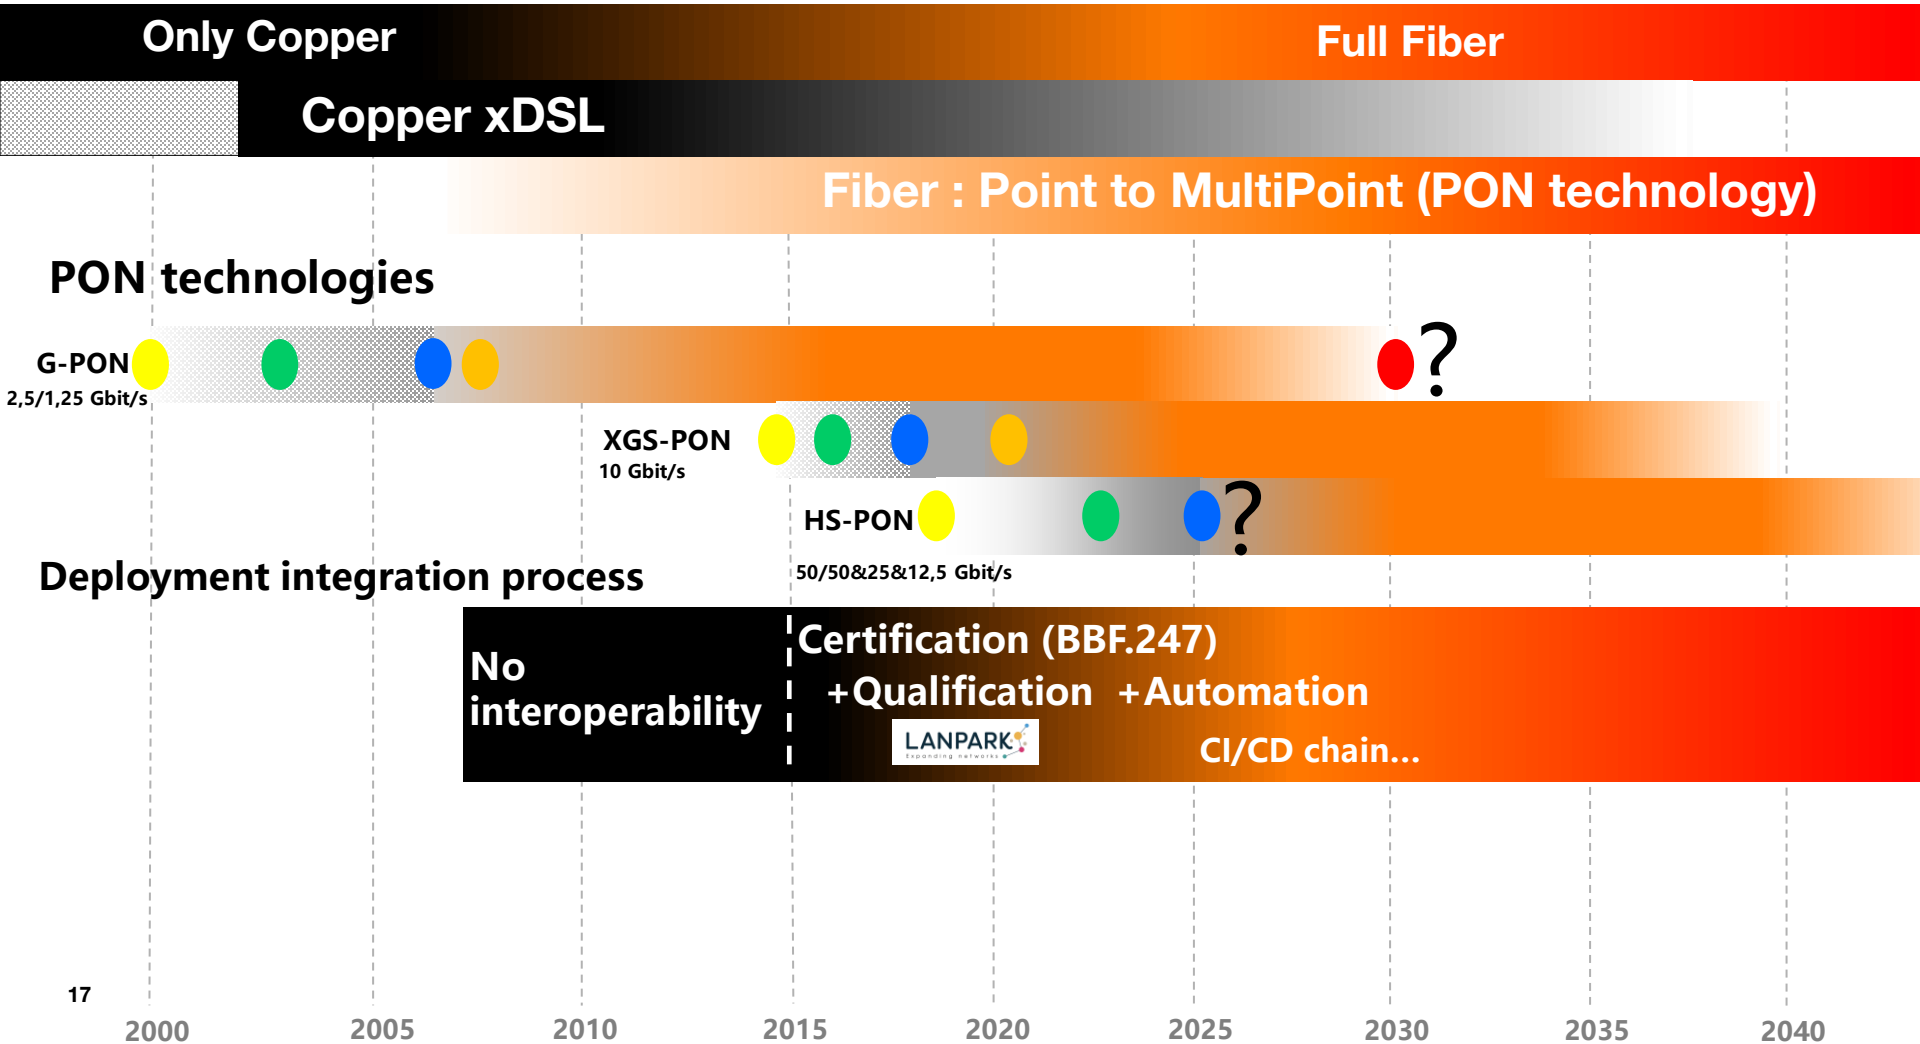 Only Copper
Full Fiber
Copper xDSL
Fiber : Point to MultiPoint (PON technology)
PON technologies
G-PON
2,5/1,25 Gbit/s
?
XGS-PON
10 Gbit/s
HS-PON
?
50/50&25&12,5 Gbit/s
Deployment integration process
No
interoperability
Certification (BBF.247)
+Qualification +Automation
LANPARK
Expanding networks
CI/CD chain...
17
2000 2005 2010 2015 2020 2025 2030 2035 2040